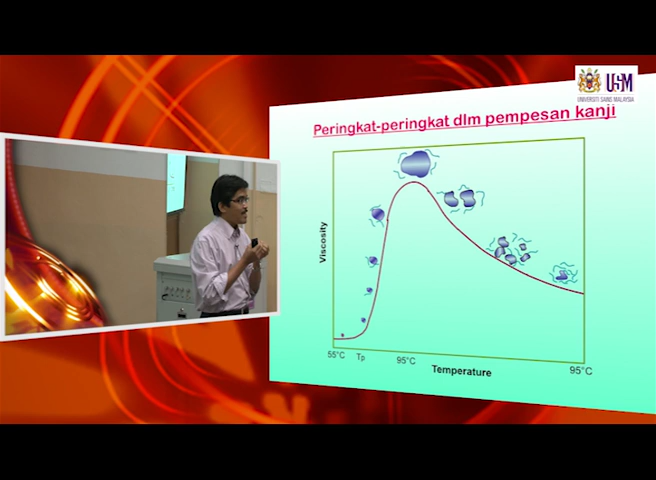 USM
UNIVERSITI SAINS MALAYSIA
Peringkat-peringkat dlm pempesan kanji
Viscosity
55°C Tp 95°C 95°C
Temperature